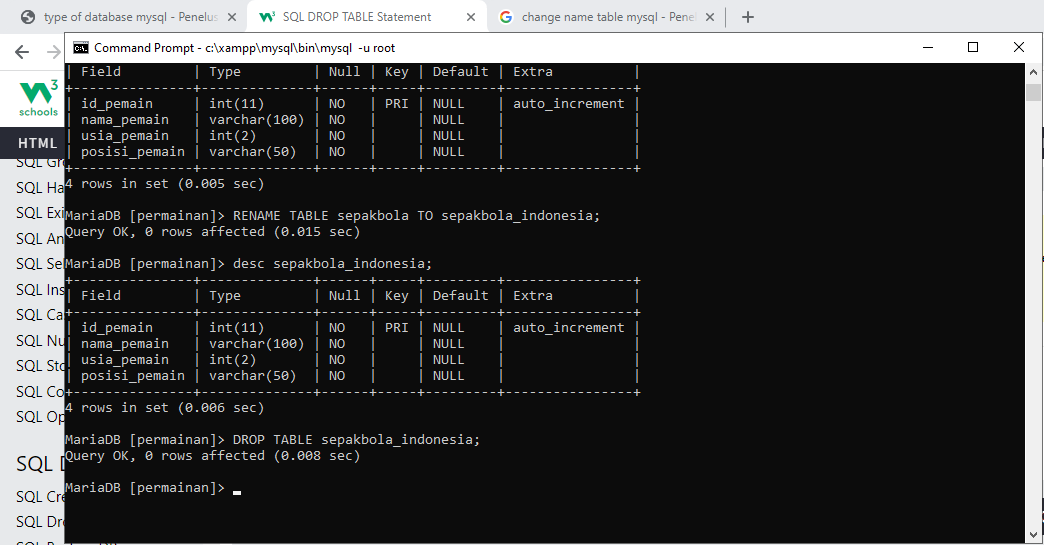 type of database mysql - Penelus
SQL DROP TABLE Statement
change name table mysql - Penel
Command Prompt - c:\xampp\mysql\bin\mysql -u root
W3
schools
HTML
SQL Gro
SQL Ha
SQL Exi
SQL An
SQL Sel
SQL Ins
SQL Ca
SQL Nu
SQL Sto
SQL Co
SQL Op
SQL D
SQL Cre
SQL Dro
| Field | Type | Null | Key | Default | Extra |
+---------------+--------------+------+-----+---------+----------------+
| id_pemain | int(11) | NO | PRI | NULL | auto_increment |
| nama_pemain | varchar(100) | NO | | NULL | |
| usia_pemain | int(2) | NO | | NULL | |
| posisi_pemain | varchar(50) | NO | | NULL | |
+---------------+--------------+------+-----+---------+----------------+
4 rows in set (0.005 sec)
MariaDB [permainan]> RENAME TABLE sepakbola TO sepakbola_indonesia;
Query OK, 0 rows affected (0.015 sec)
MariaDB [permainan]> desc sepakbola_indonesia;
+---------------+--------------+------+-----+---------+----------------+
| Field | Type | Null | Key | Default | Extra |
+---------------+--------------+------+-----+---------+----------------+
| id_pemain | int(11) | NO | PRI | NULL | auto_increment |
| nama_pemain | varchar(100) | NO | | NULL | |
| usia_pemain | int(2) | NO | | NULL | |
| posisi_pemain | varchar(50) | NO | | NULL | |
+---------------+--------------+------+-----+---------+----------------+
4 rows in set (0.006 sec)
MariaDB [permainan]> DROP TABLE sepakbola_indonesia;
Query OK, 0 rows affected (0.008 sec)
MariaDB [permainan]>